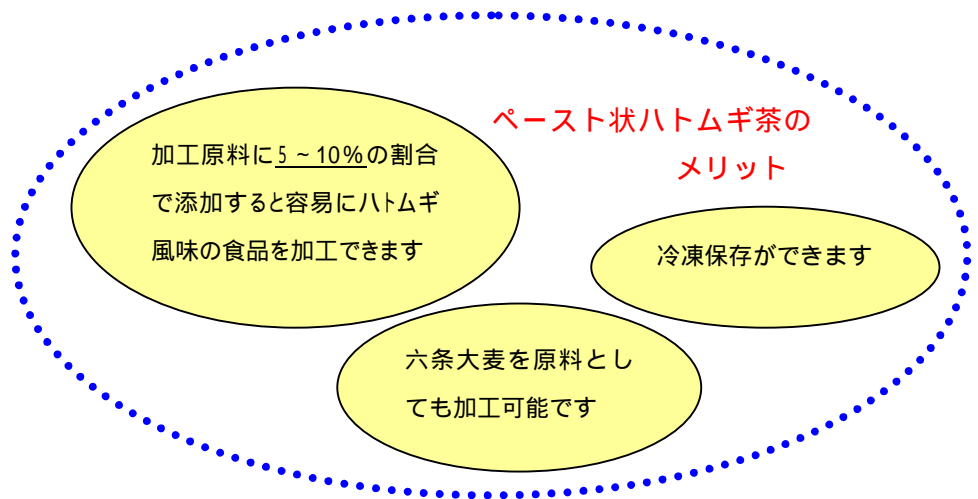 ペースト状ハトムギ茶の
メリット
加工原料に5~10%の割合
で添加すると容易にハトムギ
風味の食品を加工できます
冷凍保存ができます
六条大麦を原料とし
ても加工可能です